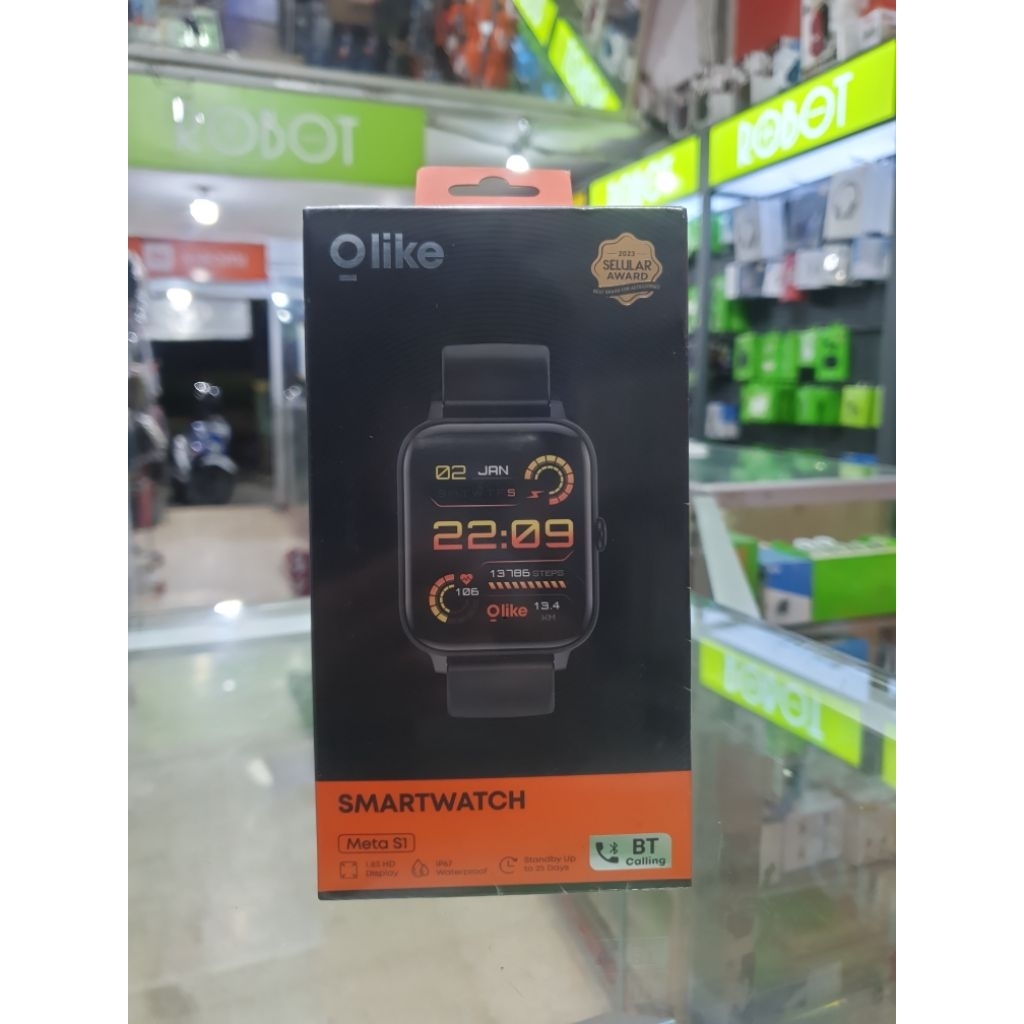 ROBOT
ROBOT
Olike
2023
SELULAR
AWARD
02 JAN
22:09
13786 STEPS
106
Olike 13.4
KM
SMARTWATCH
Meta S1
BT
Calling
1.83 HD
Display
IP67
Waterproof
Standby Up
to 25 Days
ROBOT